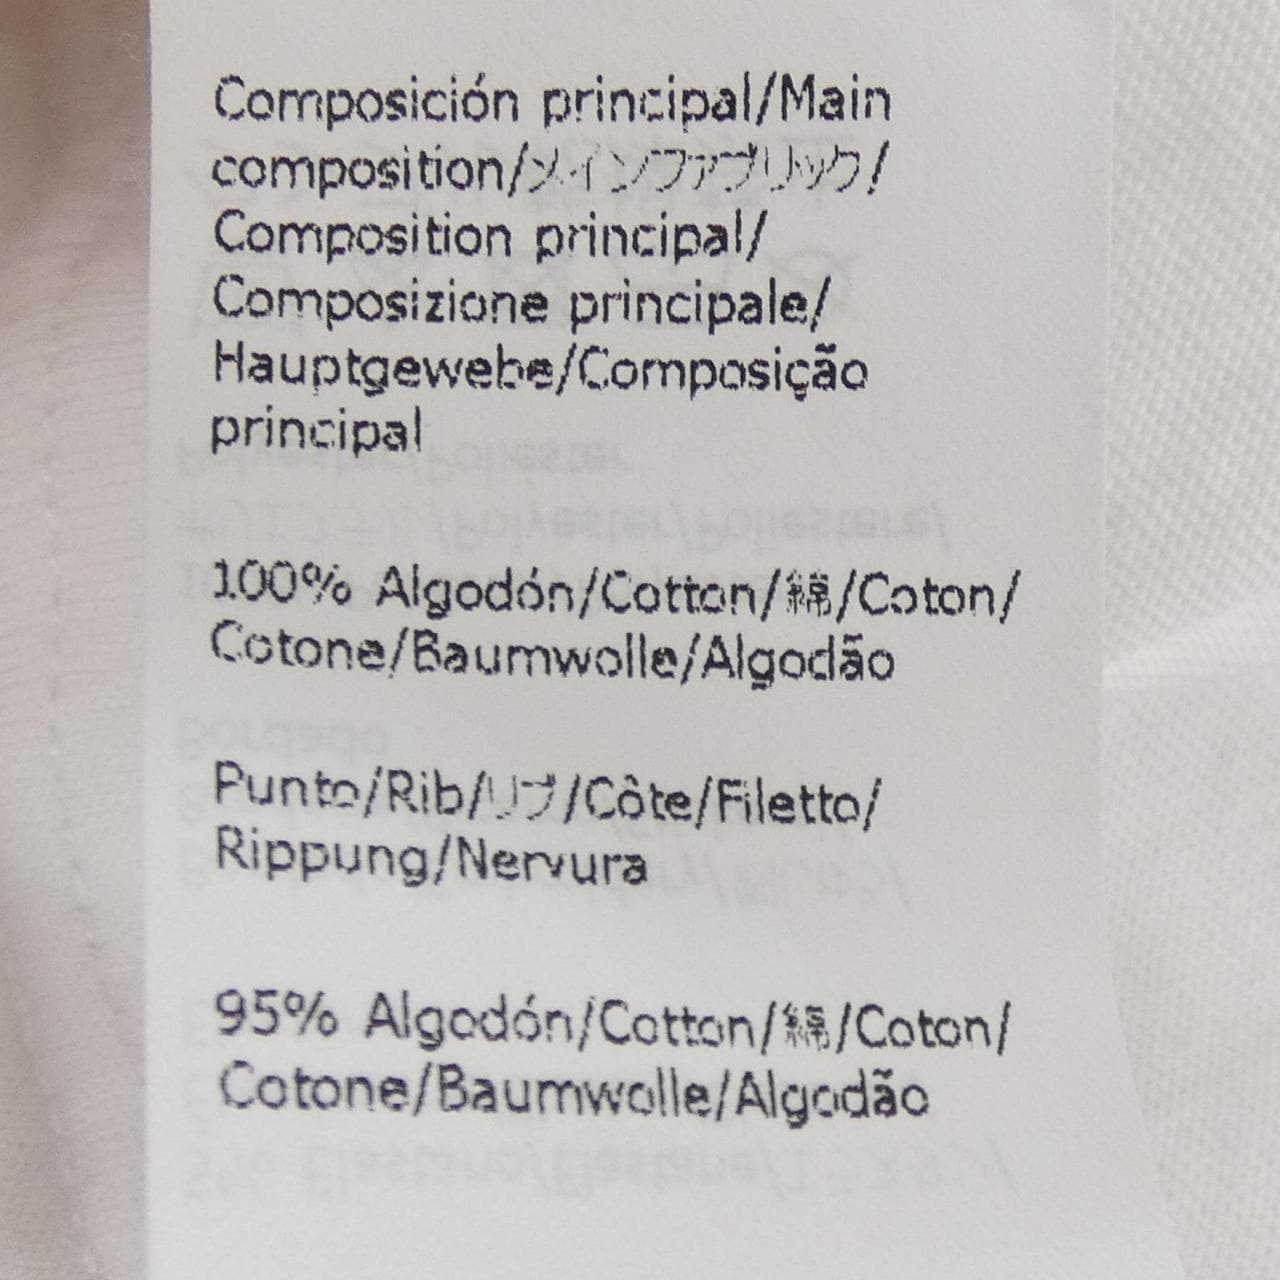 Composición principal/Main
composition/メインファブリック/
Composition principal/
Composizione principale/
Hauptgewebe/Composição
principal
100% Algodón/Cotton/綿/Coton/
Cotone/Baumwolle/Algodão
Punto/Rib/リブ/Côte/Filetto/
Rippung/Nervura
95% Algodón/Cotton/綿/Coton/
Cotone/Baumwolle/Algodão